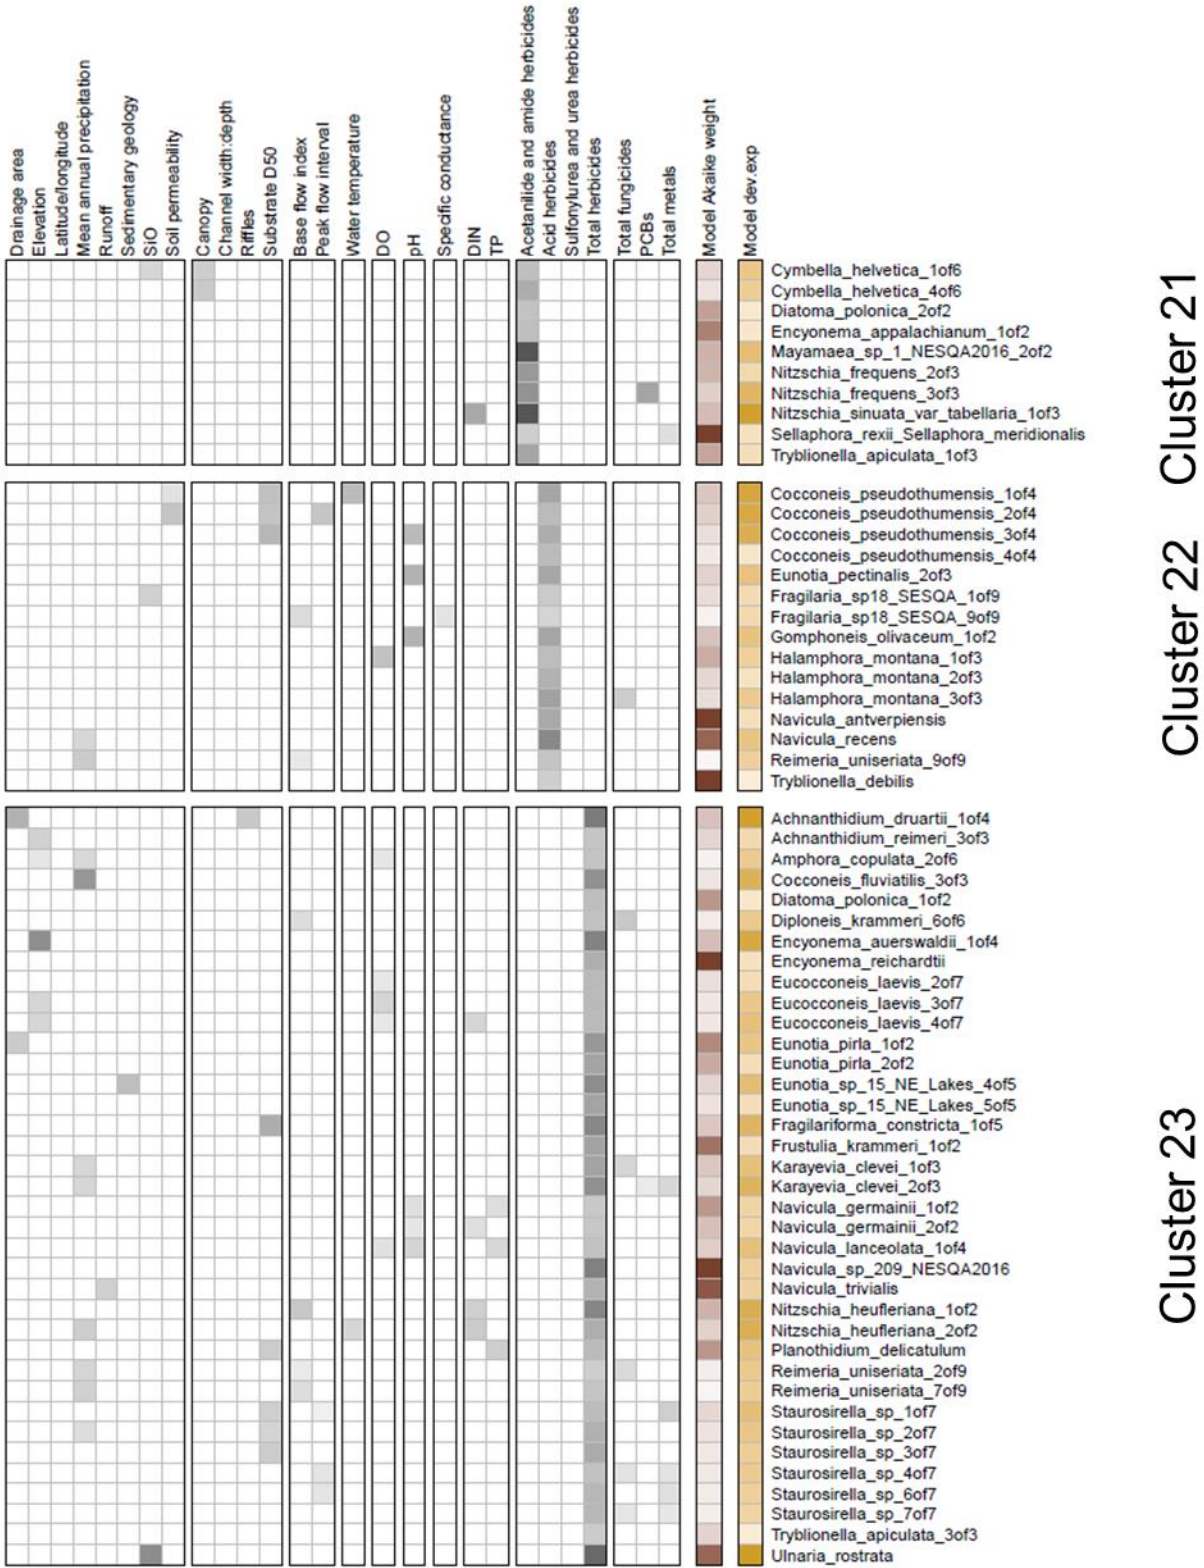 Drainage area
Elevation
Latitude/longitude
Mean annual precipitation
Runoff
Sedimentary geology
SiO
Soil permeability
Canopy
Channel width:depth
Riffles
Substrate D50
Base flow index
Peak flow interval
Water temperature
DO
pH
Specific conductance
DIN
TP
Acetanilide and amide herbicides
Acid herbicides
Sulfonylurea and urea herbicides
Total herbicides
Total fungicides
PCBs
Total metals
Model Akaike weight
Model dev.exp
Cymbella_helvetica_1of6
Cymbella_helvetica_4of6
Diatoma_polonica_2of2
Encyonema_appalachianum_1of2
Mayamaea_sp_1_NESQA2016_2of2
Nitzschia_frequens_2of3
Nitzschia_frequens_3of3
Nitzschia_sinuata_var_tabellaria_1of3
Sellaphora_rexii_Sellaphora_meridionalis
Tryblionella_apiculata_1of3
Cluster 21
Cocconeis_pseudothumensis_1of4
Cocconeis_pseudothumensis_2of4
Cocconeis_pseudothumensis_3of4
Cocconeis_pseudothumensis_4of4
Eunotia_pectinalis_2of3
Fragilaria_sp18_SESQA_1of9
Fragilaria_sp18_SESQA_9of9
Gomphoneis_olivaceum_1of2
Halamphora_montana_1of3
Halamphora_montana_2of3
Halamphora_montana_3of3
Navicula_antverpiensis
Navicula_recens
Reimeria_uniseriata_9of9
Tryblionella_debilis
Cluster 22
Achnanthidium_druartii_1of4
Achnanthidium_reimeri_3of3
Amphora_copulata_2of6
Cocconeis_fluviatilis_3of3
Diatoma_polonica_1of2
Diploneis_krammeri_6of6
Encyonema_auerswaldii_1of4
Encyonema_reichardtii
Eucocconeis_laevis_2of7
Eucocconeis_laevis_3of7
Eucocconeis_laevis_4of7
Eunotia_pirla_1of2
Eunotia_pirla_2of2
Eunotia_sp_15_NE_Lakes_4of5
Eunotia_sp_15_NE_Lakes_5of5
Fragilariforma_constricta_1of5
Frustulia_krammeri_1of2
Karayevia_clevei_1of3
Karayevia_clevei_2of3
Navicula_germainii_1of2
Navicula_germainii_2of2
Navicula_lanceolata_1of4
Navicula_sp_209_NESQA2016
Navicula_trivialis
Nitzschia_heufleriana_1of2
Nitzschia_heufleriana_2of2
Planothidium_delicatulum
Reimeria_uniseriata_2of9
Reimeria_uniseriata_7of9
Staurosirella_sp_1of7
Staurosirella_sp_2of7
Staurosirella_sp_3of7
Staurosirella_sp_4of7
Staurosirella_sp_6of7
Staurosirella_sp_7of7
Tryblionella_apiculata_3of3
Ulnaria_rostrata
Cluster 23